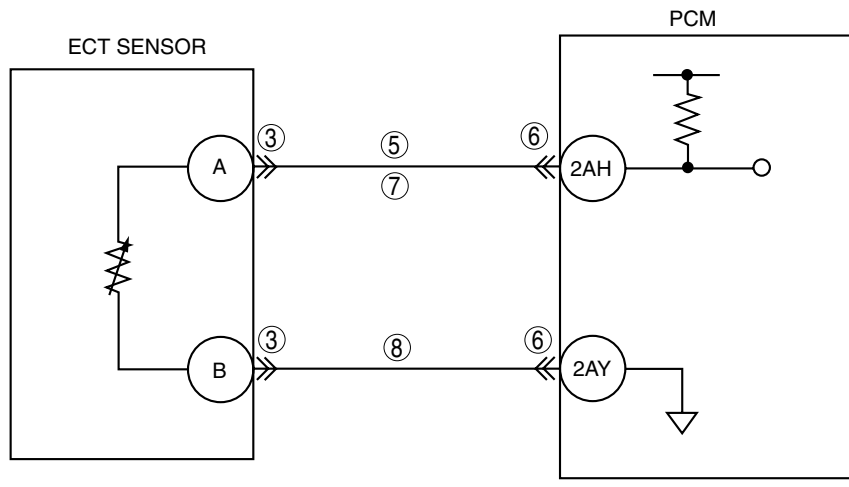 PCM
ECT SENSOR
③ ⑤ ⑥
A 2AH
⑦
③ ⑧ ⑥
B 2AY